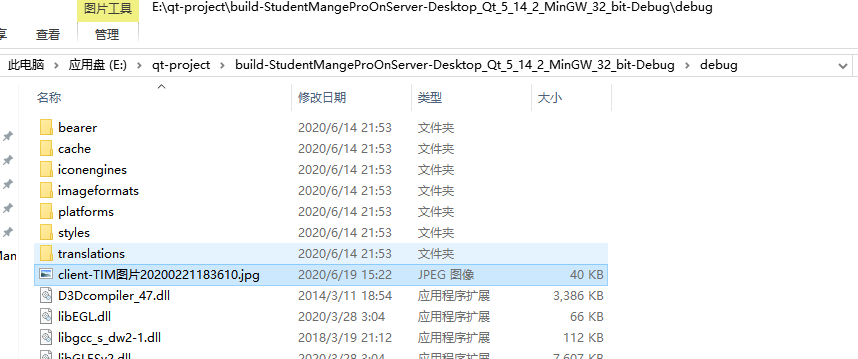 图片工具 E:\qt-project\build-StudentMangeProOnServer-Desktop_Qt_5_14_2_MinGW_32_bit-Debug\debug
享 查看 管理
此电脑 > 应用盘 (E:) > qt-project > build-StudentMangeProOnServer-Desktop_Qt_5_14_2_MinGW_32_bit-Debug > debug
名称 修改日期 类型 大小
bearer 2020/6/14 21:53 文件夹
cache 2020/6/14 21:53 文件夹
iconengines 2020/6/14 21:53 文件夹
imageformats 2020/6/14 21:53 文件夹
platforms 2020/6/14 21:53 文件夹
styles 2020/6/14 21:53 文件夹
Man translations 2020/6/14 21:53 文件夹
client-TIM图片20200221183610.jpg 2020/6/19 15:22 JPEG 图像 40 KB
D3Dcompiler_47.dll 2014/3/11 18:54 应用程序扩展 3,386 KB
libEGL.dll 2020/3/28 3:04 应用程序扩展 66 KB
libgcc_s_dw2-1.dll 2018/3/19 21:12 应用程序扩展 112 KB
libGLESv2.dll 2020/3/28 3:04 应用程序扩展 7,607 KB